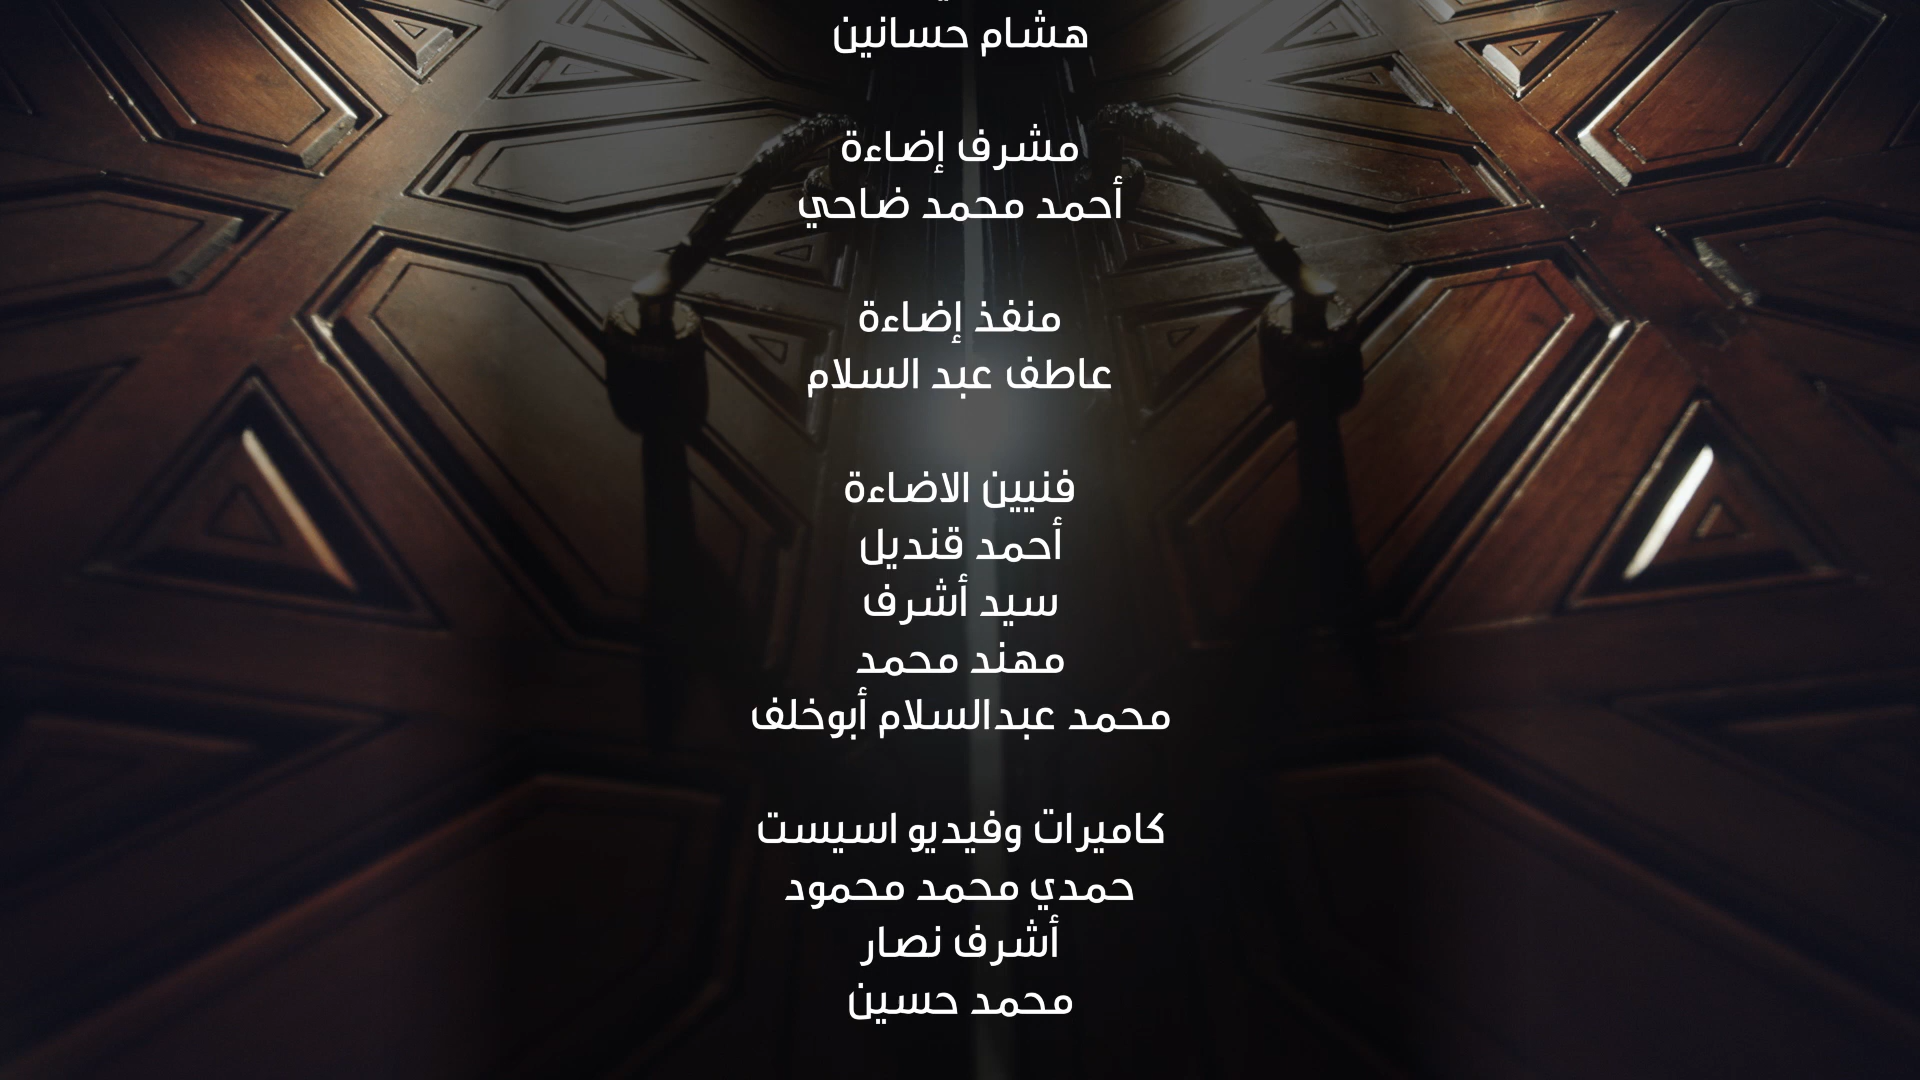 هشام حسانين
مشرف إضاءة
أحمد محمد ضاحي
منفذ إضاءة
عاطف عبد السلام
فنيين الاضاءة
أحمد قنديل
سيد أشرف
مهند محمد
محمد عبدالسلام أبوخلف
كاميرات وفيديو اسيست
حمدي محمد محمود
أشرف نصار
محمد حسين